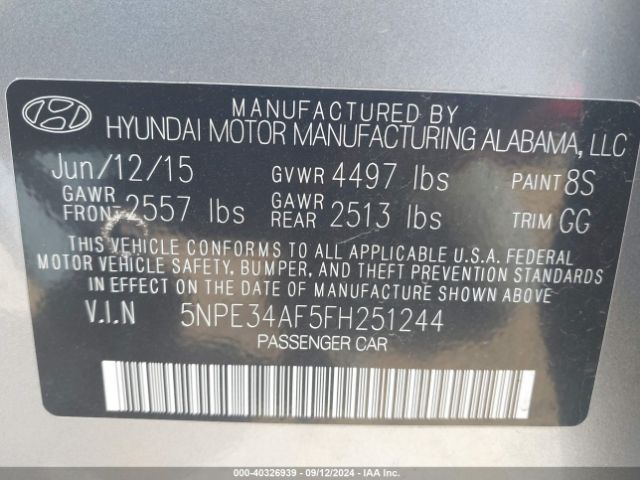 MANUFACTURED BY
HYUNDAI MOTOR MANUFACTURING ALABAMA, LLC
Jun/12/15 GVWR 4497 lbs PAINT 8S
GAWR FRONT 2557 lbs GAWR REAR 2513 lbs TRIM GG
THIS VEHICLE CONFORMS TO ALL APPLICABLE U.S.A. FEDERAL
MOTOR VEHICLE SAFETY, BUMPER, AND THEFT PREVENTION STANDARDS
IN EFFECT ON THE DATE OF MANUFACTURE SHOWN ABOVE
V.I.N 5NPE34AF5FH251244
PASSENGER CAR
000-40326939 - 09/12/2024 - IAA Inc.